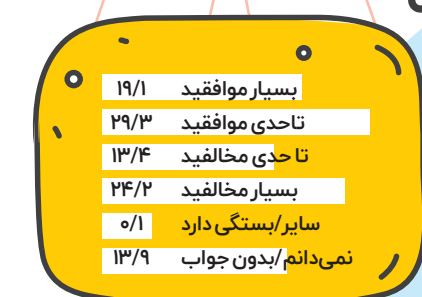 بسیار موافقید ۱۹/۱
تاحدی موافقید ۲۹/۳
تا حدی مخالفید ۱۳/۴
بسیار مخالفید ۲۴/۲
سایر/بستگی دارد ۰/۱
نمی‌دانم/بدون جواب ۱۳/۹